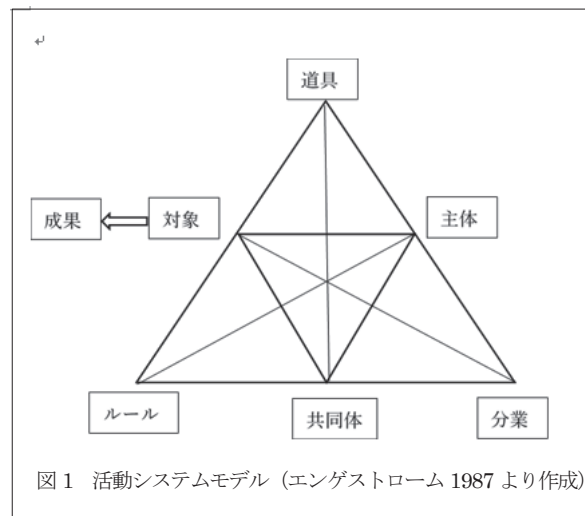 道具
成果
対象
主体
ルール
共同体
分業
図 1 活動システムモデル（エンゲストローム 1987 より作成）